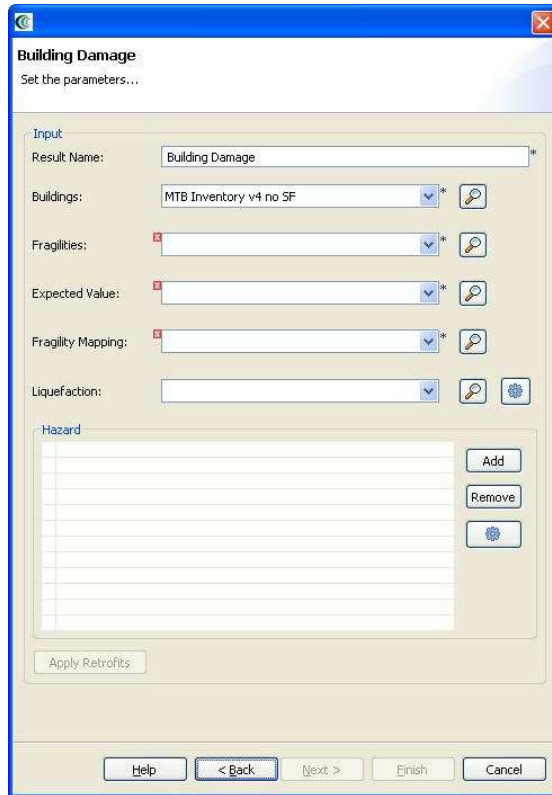 Building Damage
Set the parameters...
Input
Result Name: Building Damage *
Buildings: MTB Inventory v4 no SF *
Fragilities: *
Expected Value: *
Fragility Mapping: *
Liquefaction:
Hazard
Add
Remove
Apply Retrofits
Help < Back Next > Finish Cancel